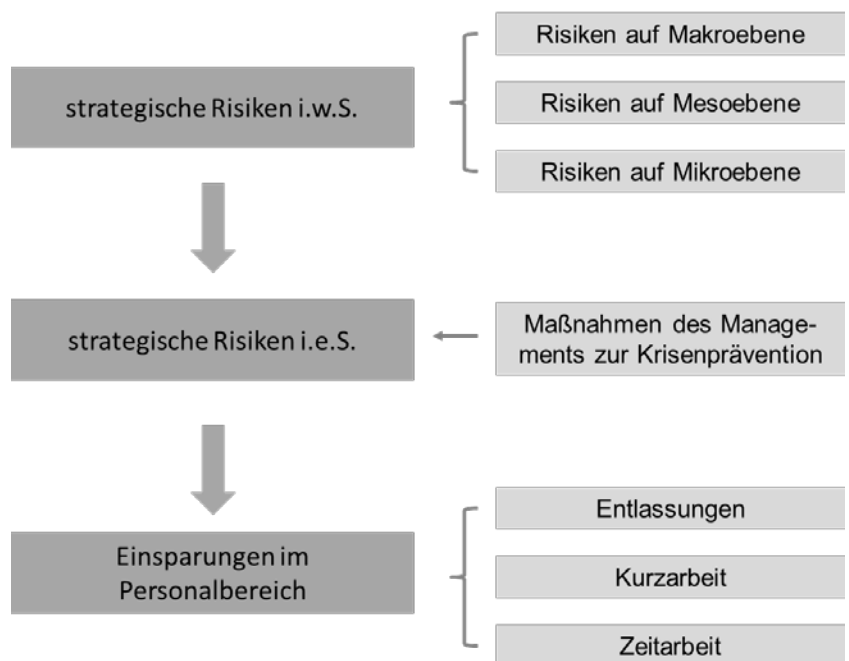 Risiken auf Makroebene
strategische Risiken i.w.S.
Risiken auf Mesoebene
Risiken auf Mikroebene
strategische Risiken i.e.S.
Maßnahmen des Manage-
ments zur Krisenprävention
Entlassungen
Einsparungen im
Personalbereich
Kurzarbeit
Zeitarbeit